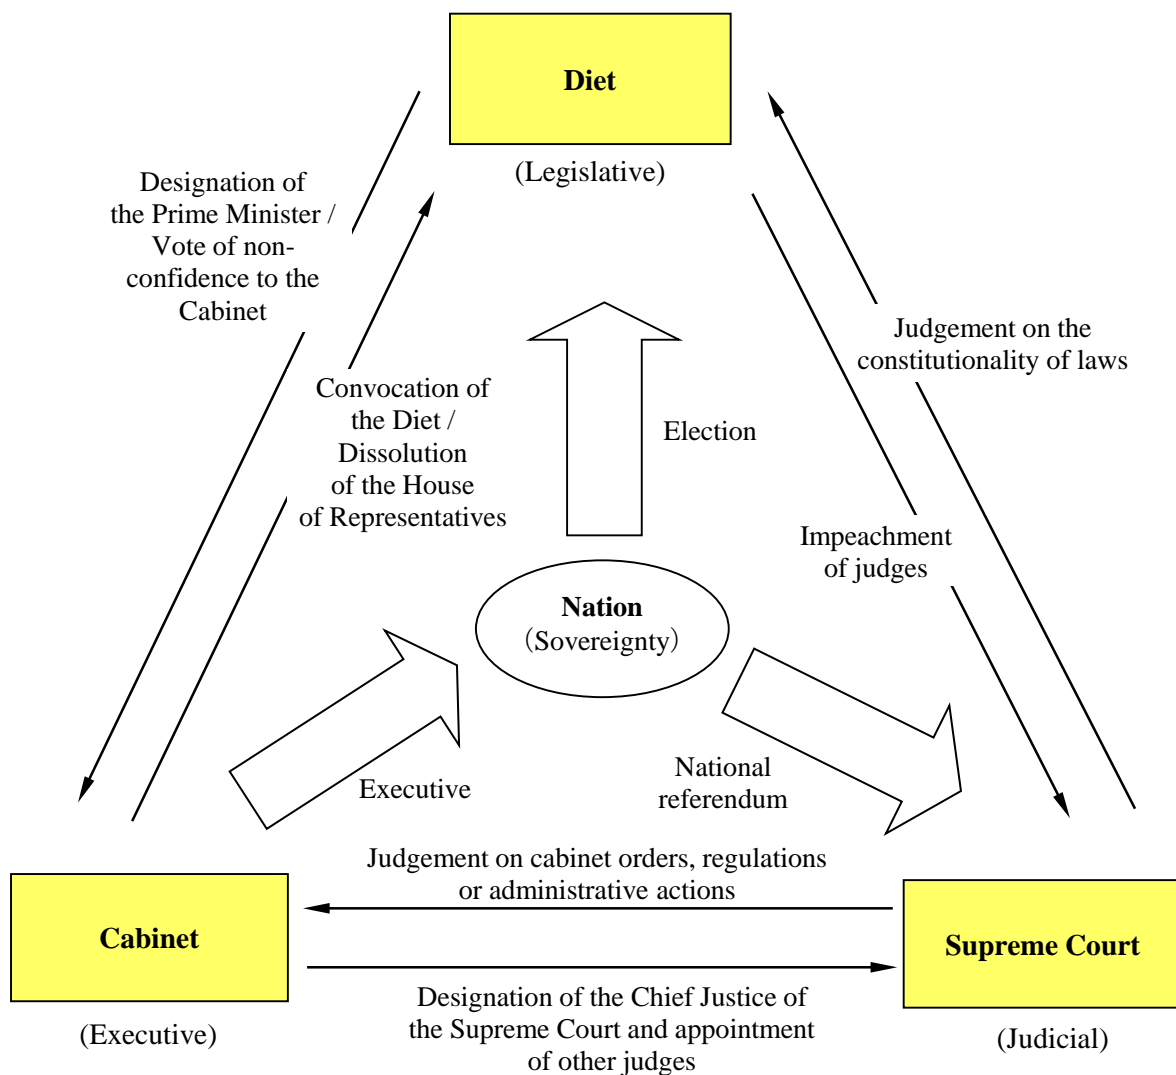 Diet
(Legislative)
Designation of
the Prime Minister /
Vote of non-
confidence to the
Cabinet
Judgement on the
constitutionality of laws
Convocation of
the Diet /
Dissolution
of the House
of Representatives
Election
Impeachment
of judges
Nation
（Sovereignty）
Executive
National
referendum
Judgement on cabinet orders, regulations
or administrative actions
Cabinet
(Executive)
Supreme Court
(Judicial)
Designation of the Chief Justice of
the Supreme Court and appointment
of other judges